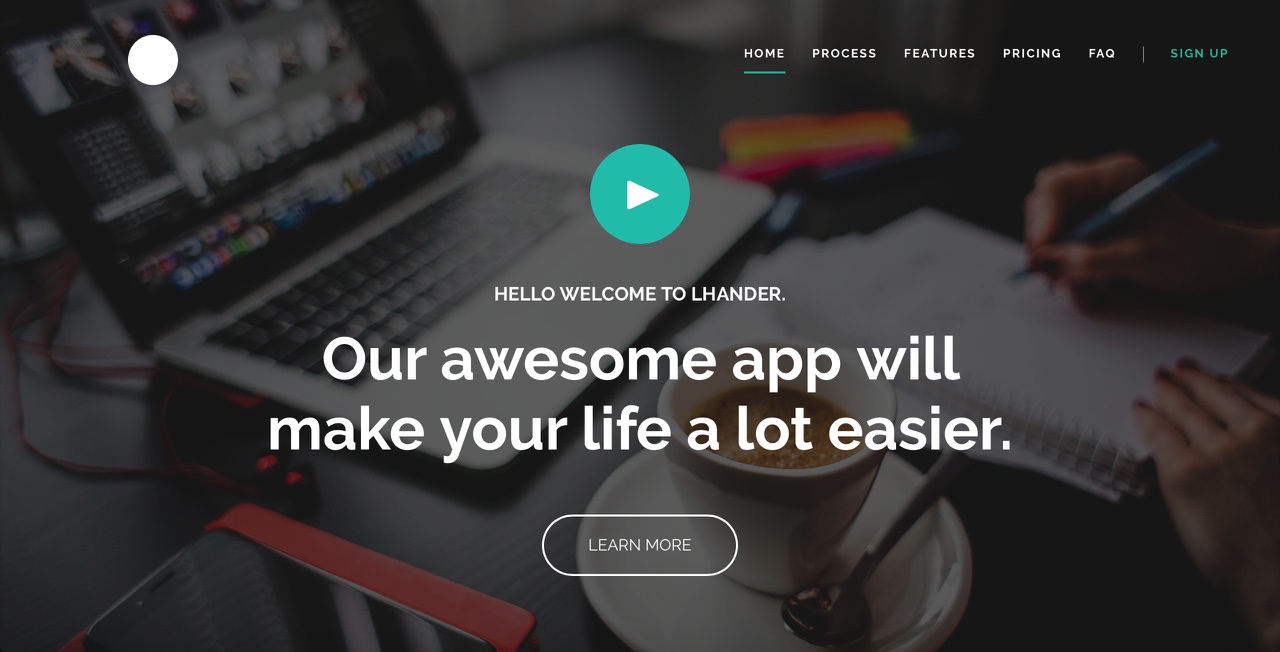 HOME PROCESS FEATURES PRICING FAQ SIGN UP
HELLO WELCOME TO LHANDER.
Our awesome app will
make your life a lot easier.
LEARN MORE